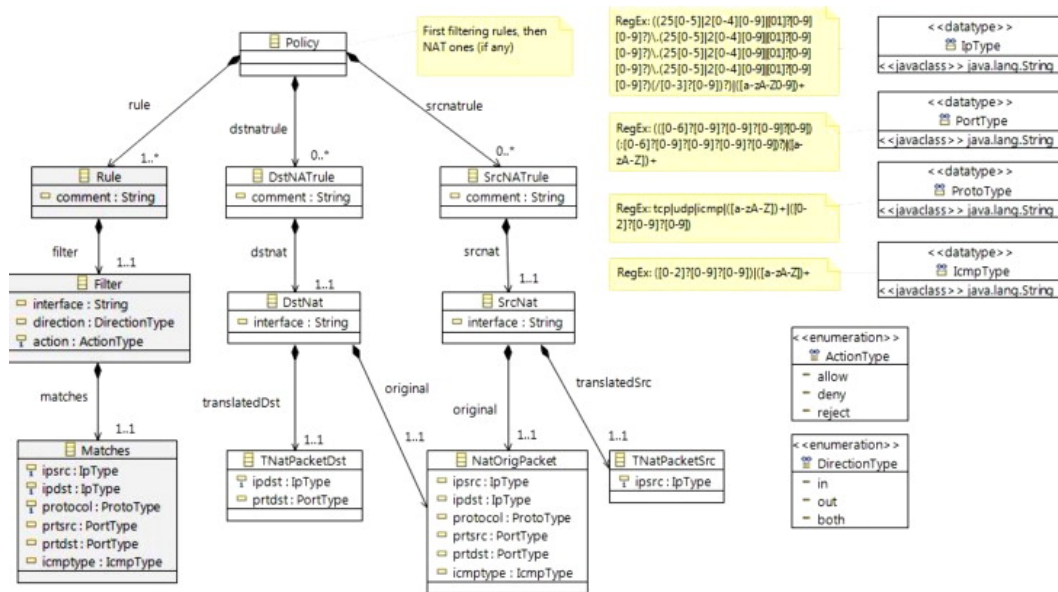 Policy
First filtering rules, then
NAT ones (if any)
RegEx: ((25[0-5]|2[0-4][0-9]|[01]?[0-9]
[0-9]?)\.(25[0-5]|2[0-4][0-9]|[01]?[0-9]
[0-9]?)\.(25[0-5]|2[0-4][0-9]|[01]?[0-9]
[0-9]?)\.(25[0-5]|2[0-4][0-9]|[01]?[0-9]
[0-9]?)(/[0-3]?[0-9])?)|([a-zA-Z0-9])+
<<datatype>>
IpType
<<javaclass>> java.lang.String
rule
dstnatrule
srcnatrule
1..*
0..*
0..*
RegEx: (([0-6]?[0-9]?[0-9]?[0-9]?[0-9])
(:[0-6]?[0-9]?[0-9]?[0-9]?[0-9])?)|([a-
zA-Z])+
<<datatype>>
PortType
<<javaclass>> java.lang.String
Rule
comment : String
DstNATrule
comment : String
SrcNATrule
comment : String
RegEx: tcp|udp|icmp|([a-zA-Z])+|([0-
2]?[0-9]?[0-9])
<<datatype>>
ProtoType
<<javaclass>> java.lang.String
filter
1..1
dstnat
1..1
srcnat
1..1
RegEx: ([0-2]?[0-9]?[0-9])|([a-zA-Z])+
<<datatype>>
IcmpType
<<javaclass>> java.lang.String
Filter
interface : String
direction : DirectionType
action : ActionType
DstNat
interface : String
SrcNat
interface : String
<<enumeration>>
ActionType
allow
deny
reject
matches
1..1
translatedDst
1..1
original
1..1
original
1..1
translatedSrc
1..1
Matches
ipsrc : IpType
ipdst : IpType
protocol : ProtoType
prtsrc : PortType
prtdst : PortType
icmptype : IcmpType
TNatPacketDst
ipdst : IpType
prtdst : PortType
NatOrigPacket
ipsrc : IpType
ipdst : IpType
protocol : ProtoType
prtsrc : PortType
prtdst : PortType
icmptype : IcmpType
TNatPacketSrc
ipsrc : IpType
<<enumeration>>
DirectionType
in
out
both